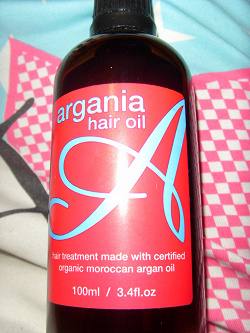 argania
hair oil
A
hair treatment made with certified
organic moroccan argan oil
100ml / 3.4fl.oz